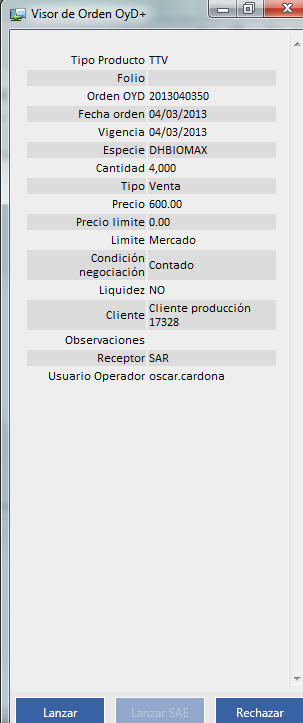 Visor de Orden OyD+
Tipo Producto TTV
Folio
Orden OYD 2013040350
Fecha orden 04/03/2013
Vigencia 04/03/2013
Especie DHBIOMAX
Cantidad 4,000
Tipo Venta
Precio 600.00
Precio limite 0.00
Limite Mercado
Condición
negociación Contado
Liquidez NO
Cliente Cliente producción
17328
Observaciones
Receptor SAR
Usuario Operador oscar.cardona
Lanzar Lanzar SAE Rechazar